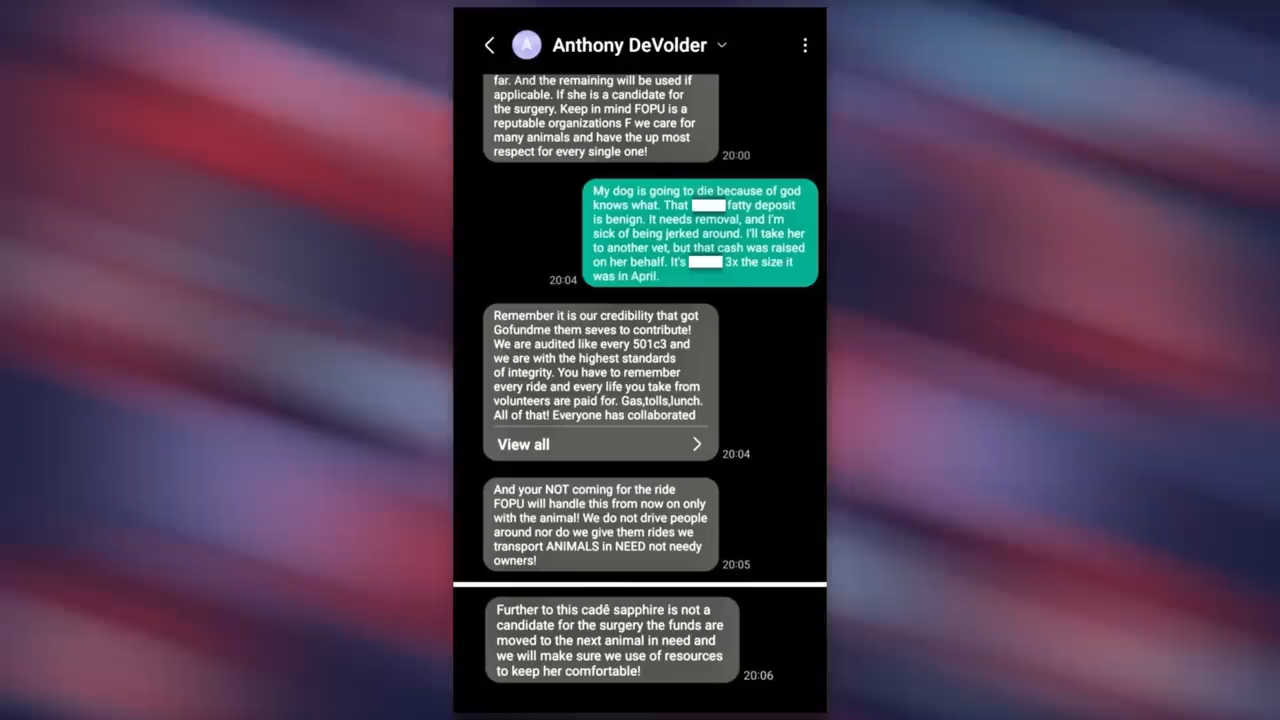 A
Anthony DeVolder
far. And the remaining will be used if
applicable. If she is a candidate for
the surgery. Keep in mind FOPU is a
reputable organizations F we care for
many animals and have the up most
respect for every single one!
20:00
My dog is going to die because of god
knows what. That fatty deposit
is benign. It needs removal, and I'm
sick of being jerked around. I'll take her
to another vet, but that cash was raised
on her behalf. It's 3x the size it
was in April.
20:04
Remember it is our credibility that got
Gofundme them seves to contribute!
We are audited like every 501c3 and
we are with the highest standards
of integrity. You have to remember
every ride and every life you take from
volunteers are paid for. Gas,tolls,lunch.
All of that! Everyone has collaborated
View all
20:04
And your NOT coming for the ride
FOPU will handle this from now on only
with the animal! We do not drive people
around nor do we give them rides we
transport ANIMALS in NEED not needy
owners!
20:05
Further to this cadê sapphire is not a
candidate for the surgery the funds are
moved to the next animal in need and
we will make sure we use of resources
to keep her comfortable!
20:06